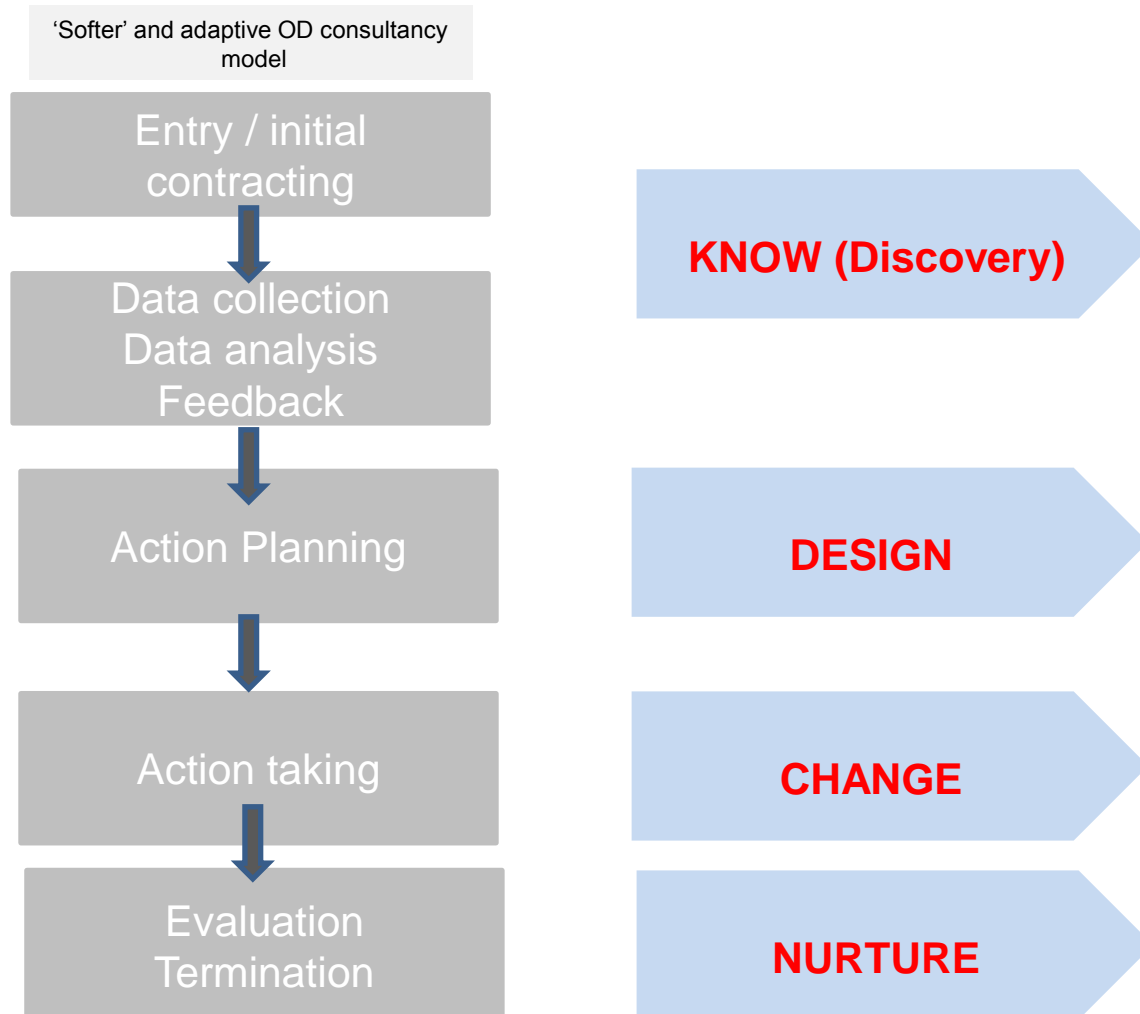 ‘Softer’ and adaptive OD consultancy
model
Entry / initial
contracting
KNOW (Discovery)
Data collection
Data analysis
Feedback
Action Planning
DESIGN
Action taking
CHANGE
Evaluation
Termination
NURTURE